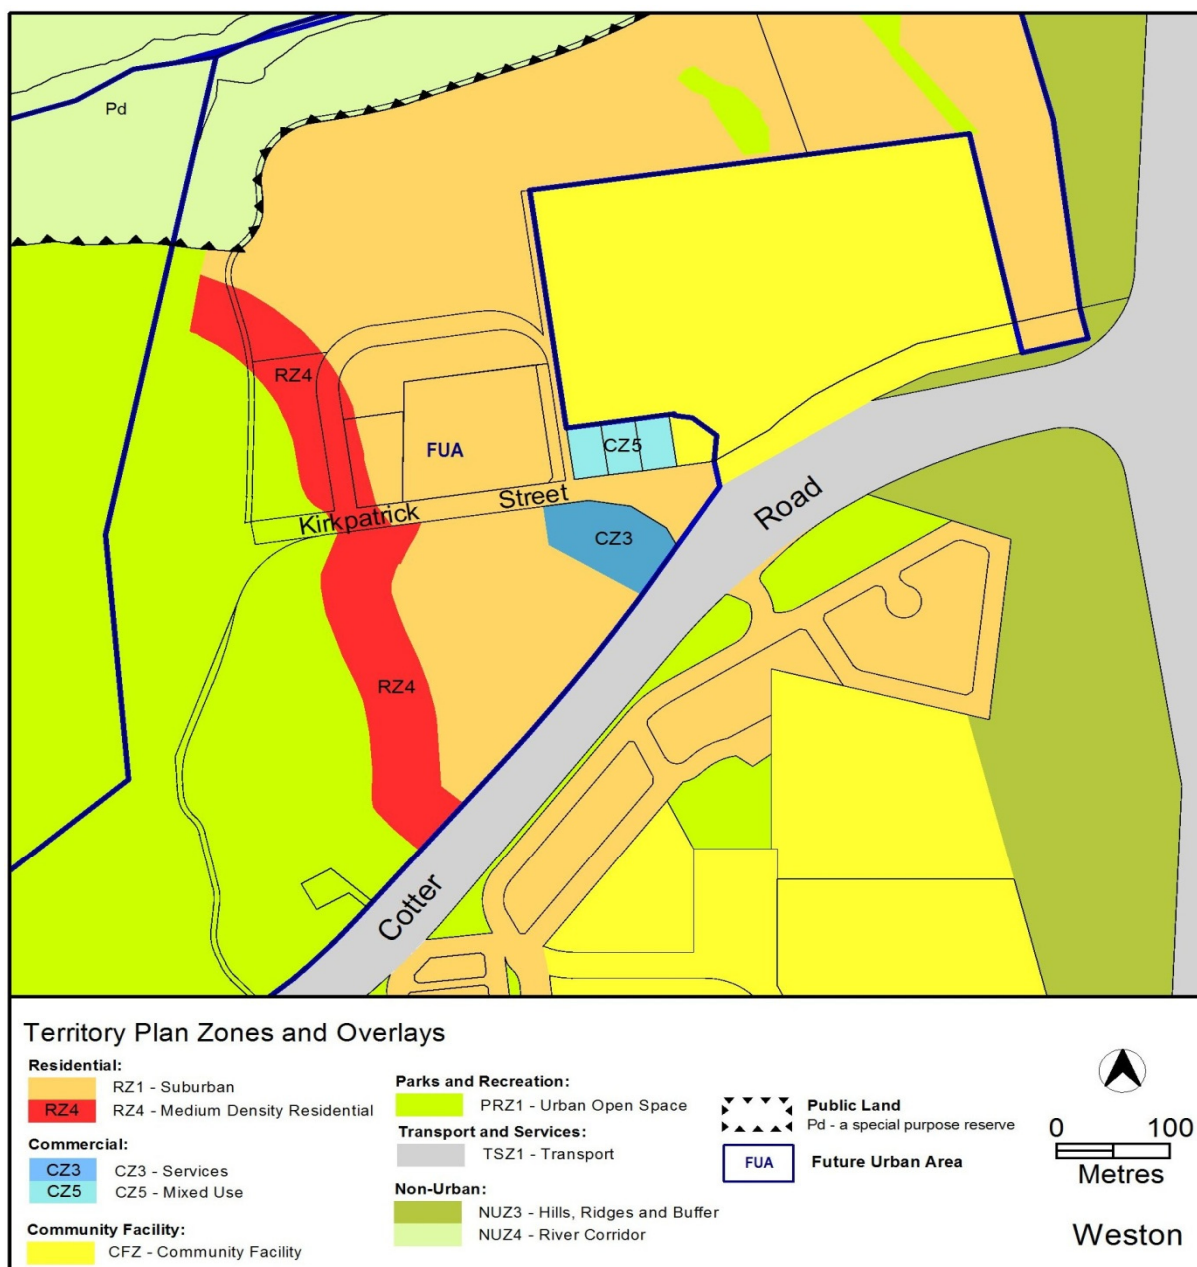 Pd
RZ4
FUA
CZ5
Kirkpatrick Street
Road
CZ3
RZ4
Cotter
Territory Plan Zones and Overlays
Residential:
RZ1 - Suburban
RZ4 RZ4 - Medium Density Residential
Commercial:
CZ3 CZ3 - Services
CZ5 CZ5 - Mixed Use
Community Facility:
CFZ - Community Facility
Parks and Recreation:
PRZ1 - Urban Open Space
Transport and Services:
TSZ1 - Transport
Non-Urban:
NUZ3 - Hills, Ridges and Buffer
NUZ4 - River Corridor
Public Land
Pd - a special purpose reserve
FUA Future Urban Area
0 100
Metres
Weston